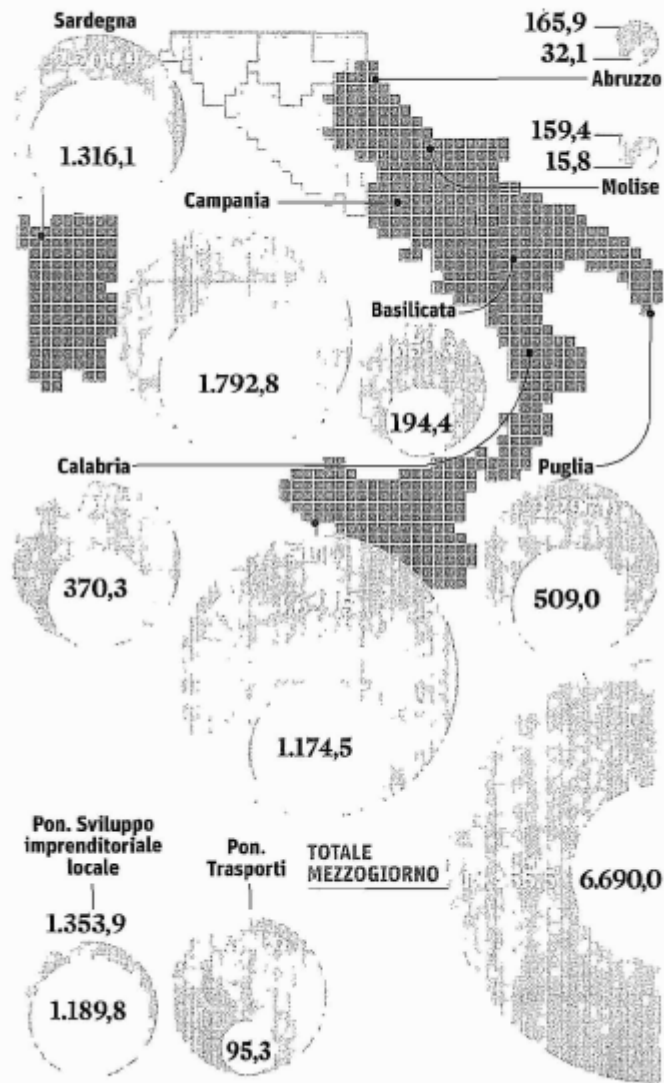 Sardegna
1.316,1
165,9
32,1
Abruzzo
159,4
15,8
Molise
Campania
1.792,8
Basilicata
194,4
Calabria
370,3
Puglia
509,0
1.174,5
Pon. Sviluppo
imprenditoriale
locale
1.353,9
1.189,8
Pon.
Trasporti
95,3
TOTALE
MEZZOGIORNO
6.690,0